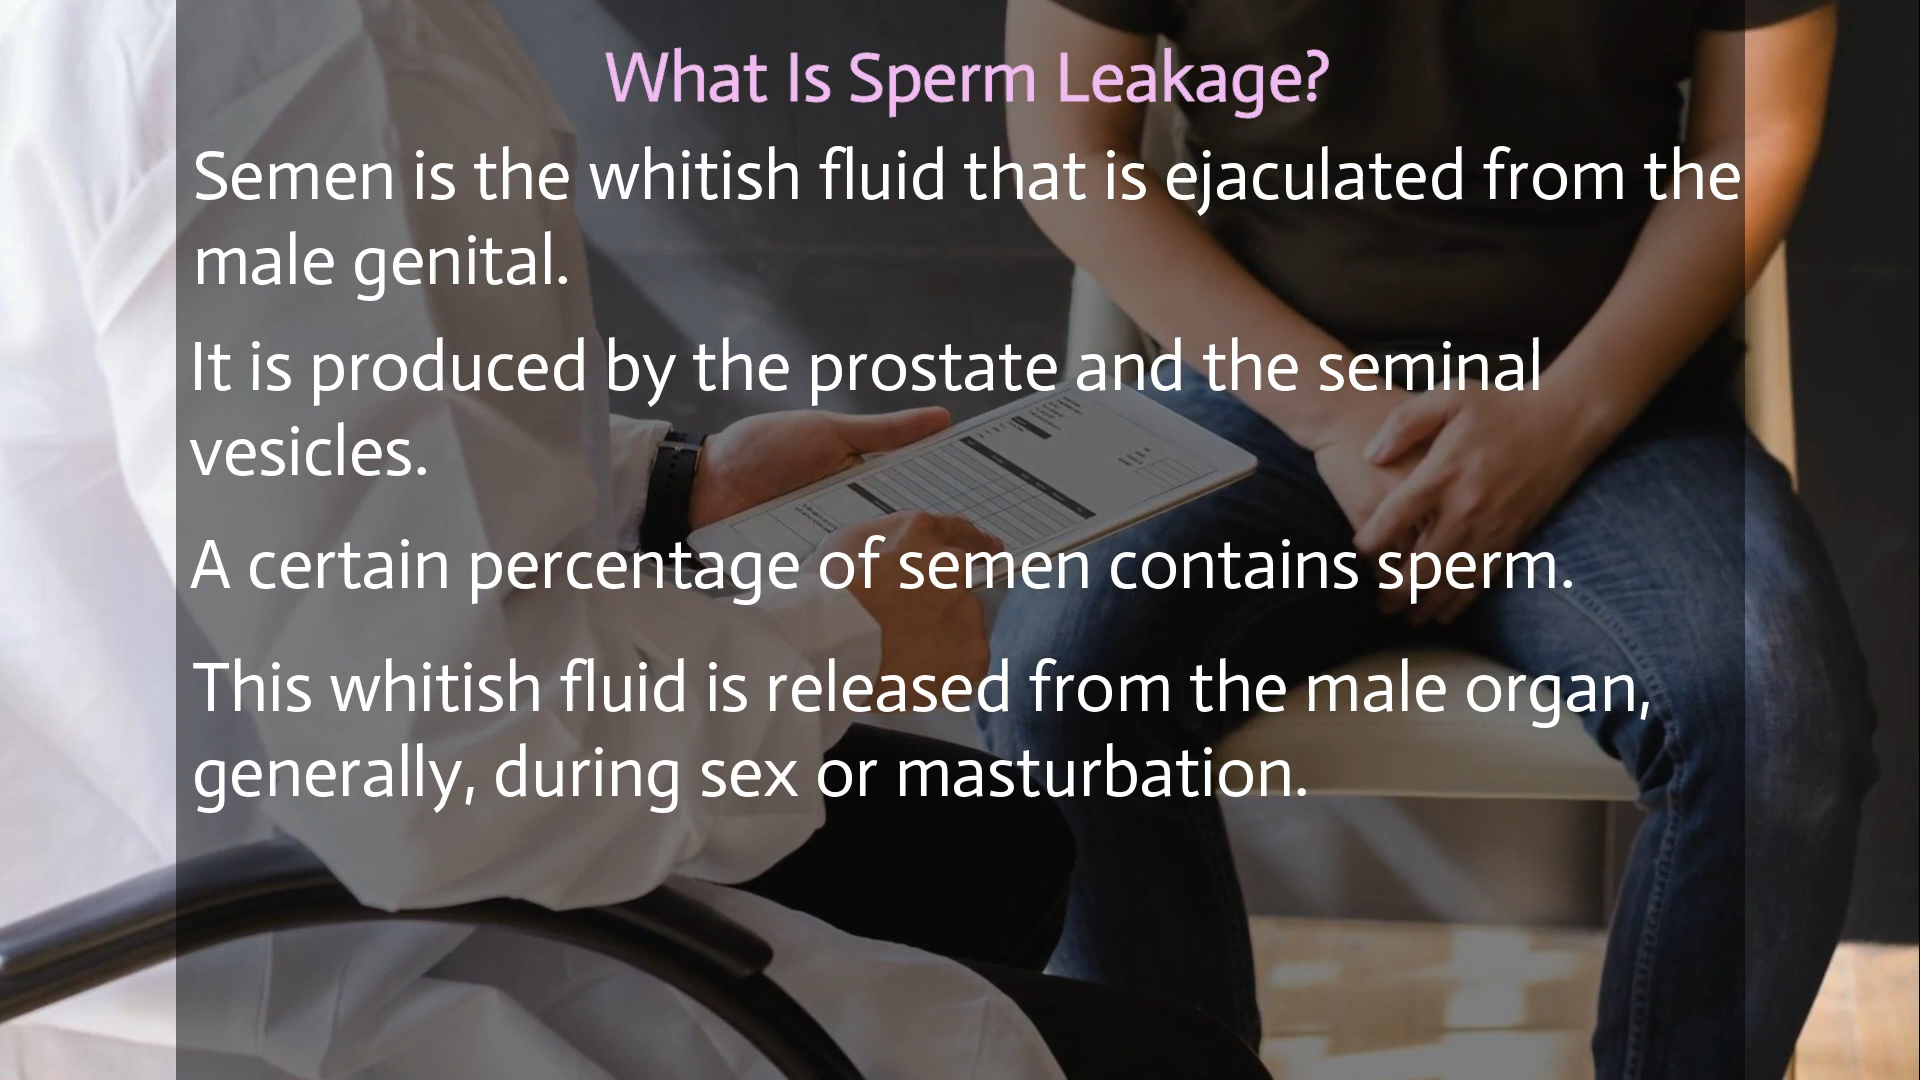 What Is Sperm Leakage?
Semen is the whitish fluid that is ejaculated from the
male genital.
It is produced by the prostate and the seminal
vesicles.
A certain percentage of semen contains sperm.
This whitish fluid is released from the male organ,
generally, during sex or masturbation.